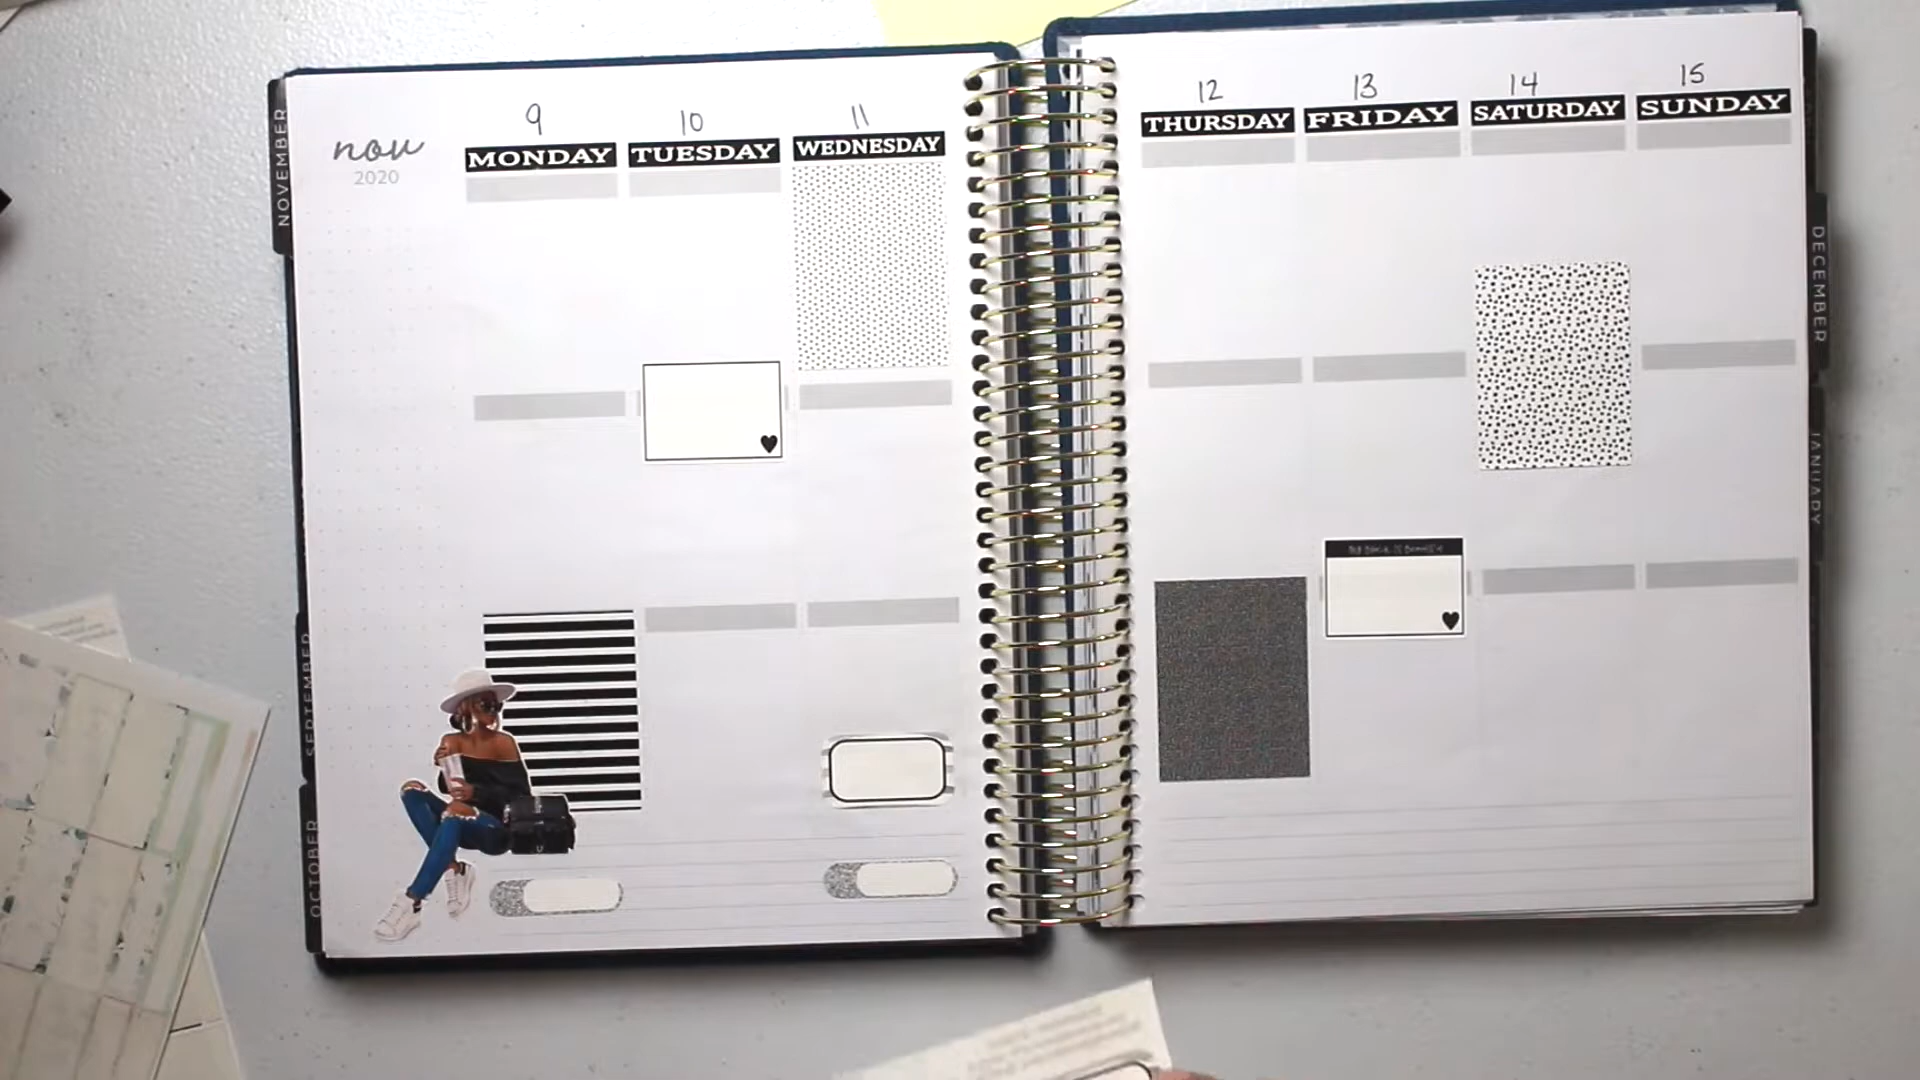 nov
2020
9 10 11
MONDAY TUESDAY WEDNESDAY
12 13 14 15
THURSDAY FRIDAY SATURDAY SUNDAY
NOVEMBER
SEPTEMBER
OCTOBER
DECEMBER
JANUARY